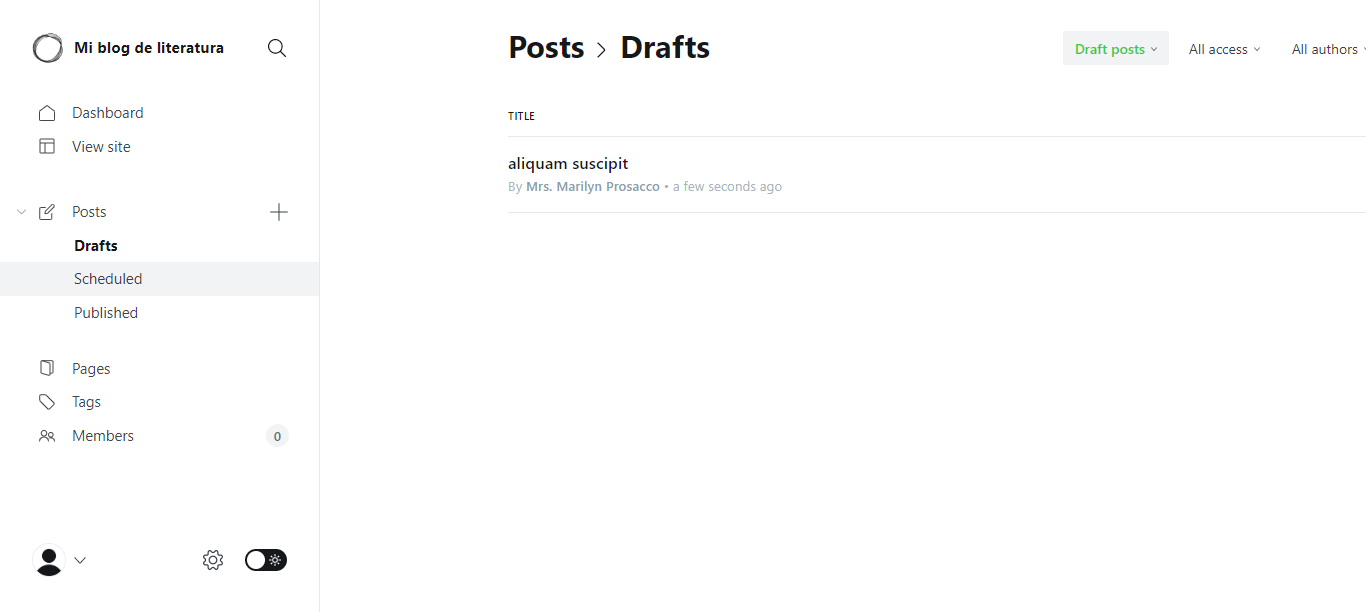 Mi blog de literatura
Dashboard
View site
Posts
Drafts
Scheduled
Published
Pages
Tags
Members 0
Posts > Drafts
Draft posts All access All authors
TITLE
aliquam suscipit
By Mrs. Marilyn Prosacco • a few seconds ago